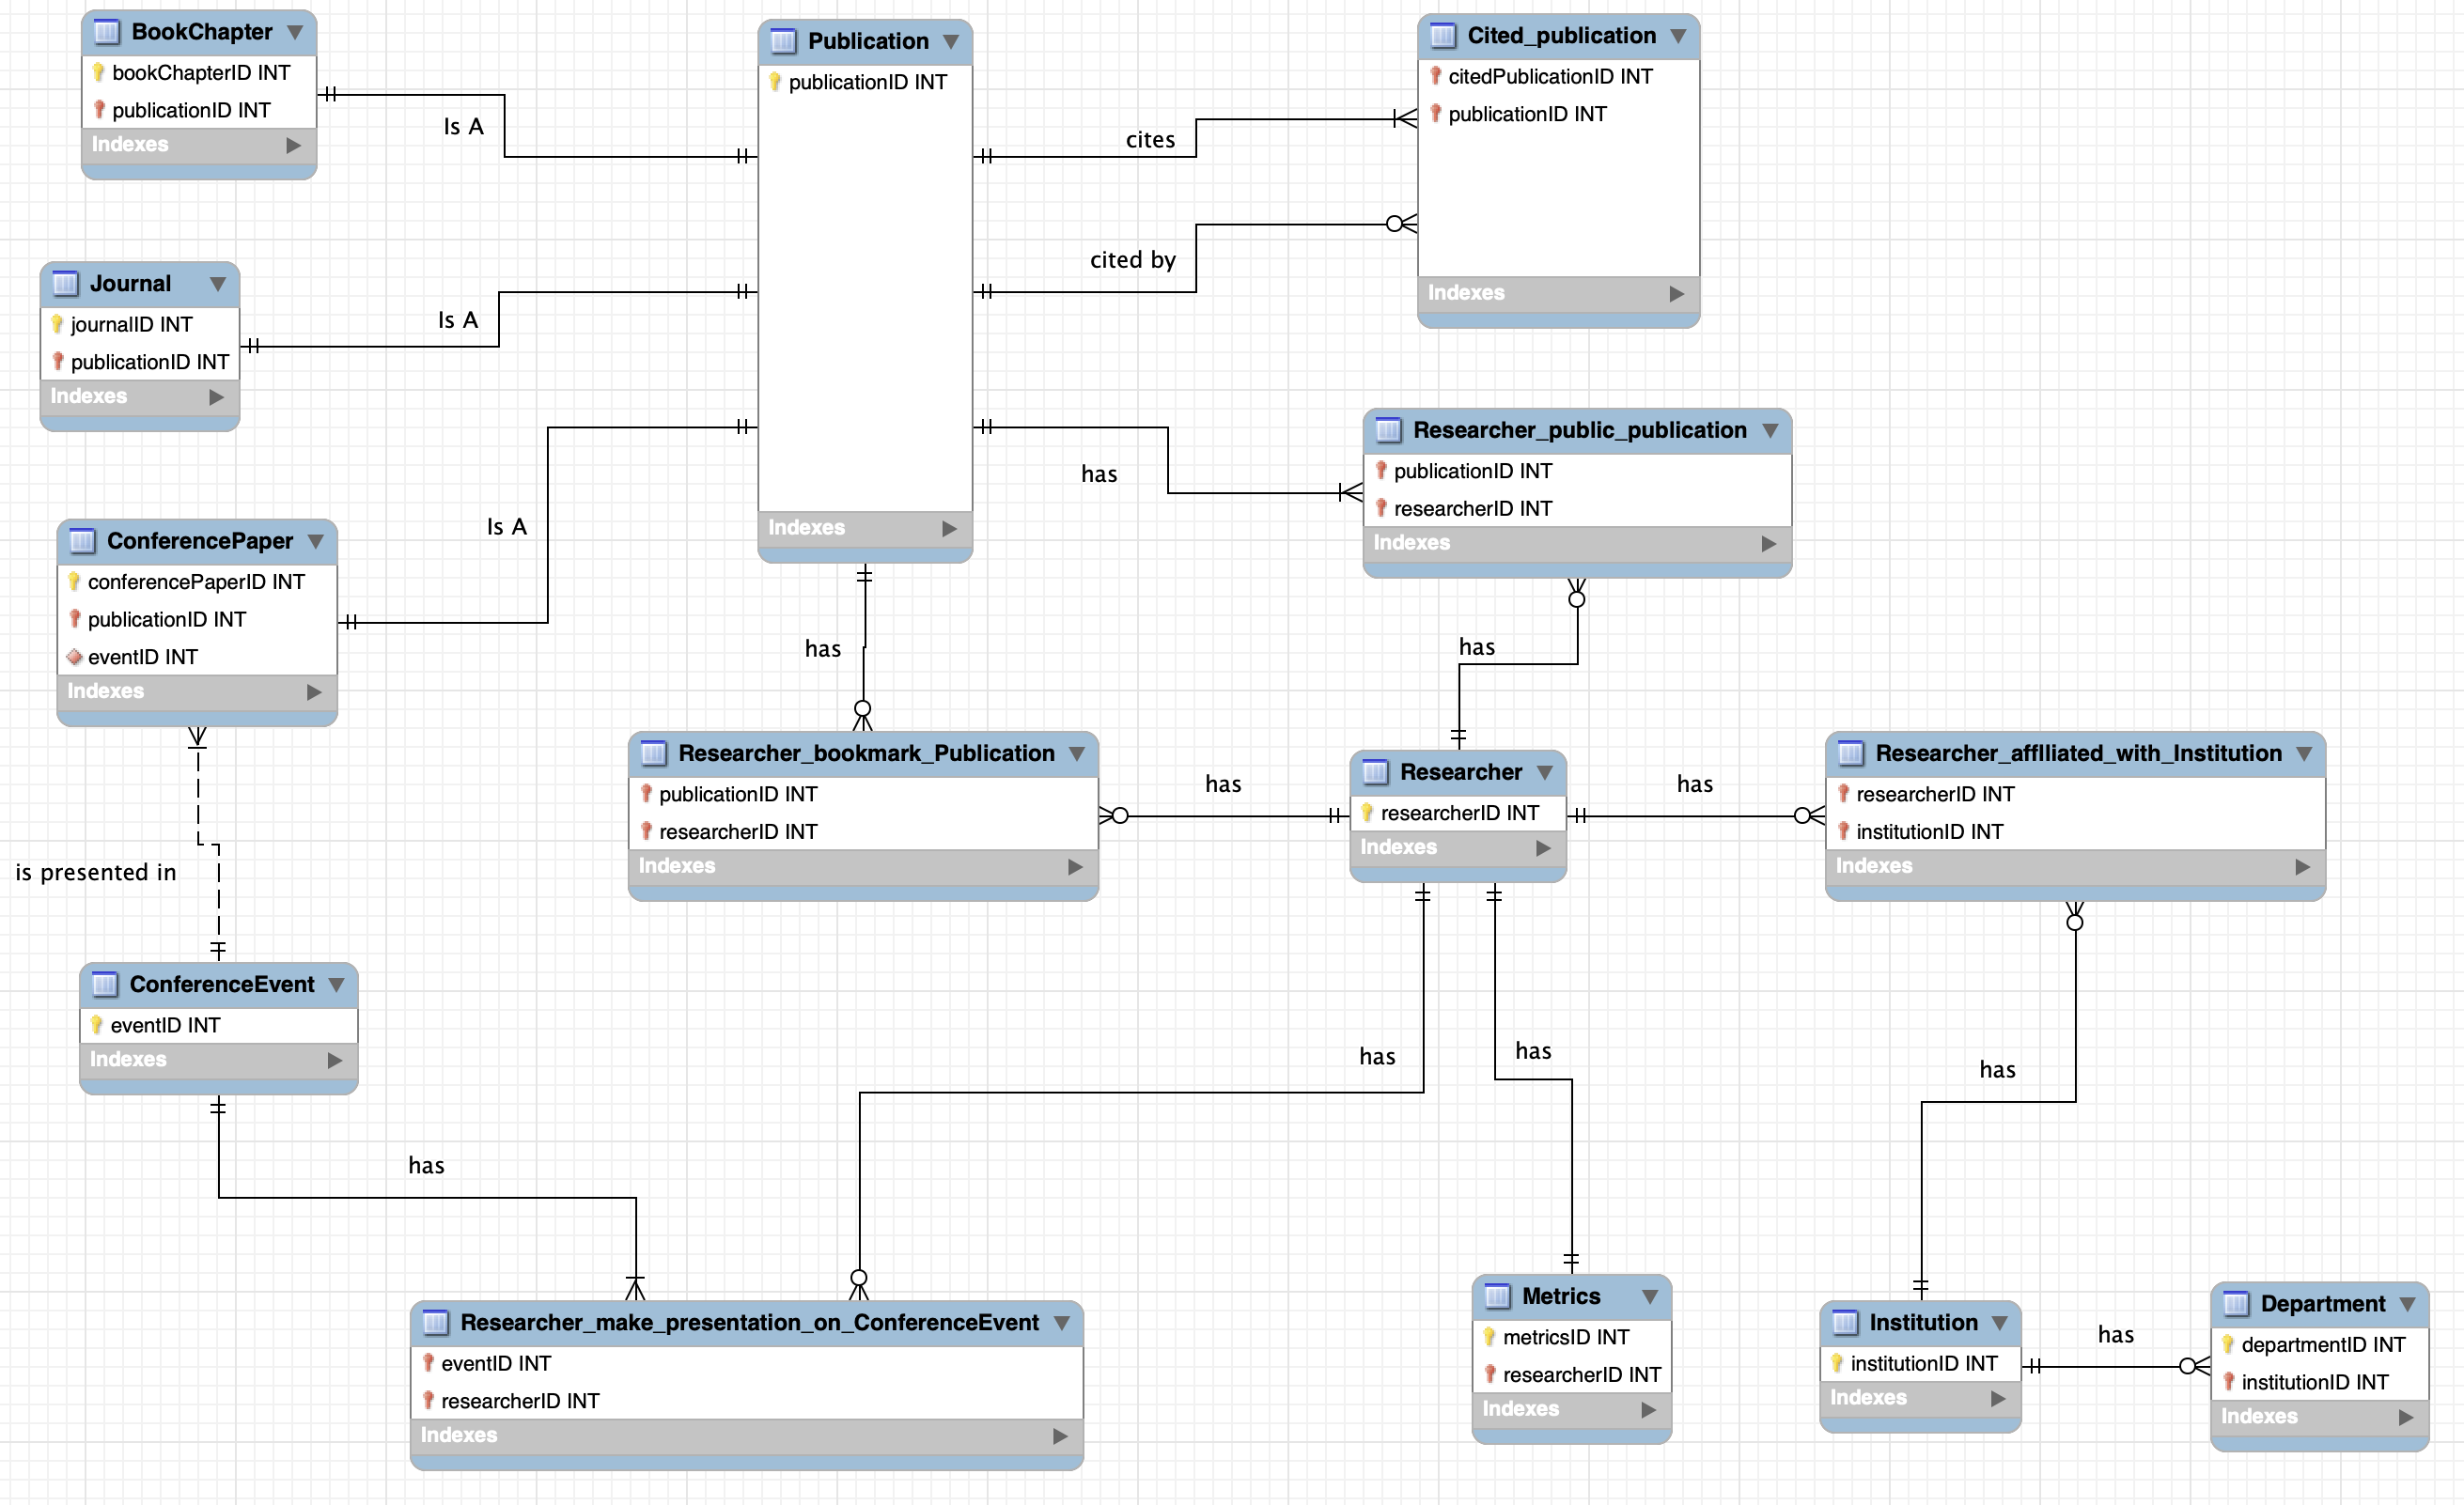 BookChapter
bookChapterID INT
publicationID INT
Indexes
Publication
publicationID INT
Indexes
Cited_publication
citedPublicationID INT
publicationID INT
Indexes
Is A
cites
cited by
Journal
journalID INT
publicationID INT
Indexes
Is A
Researcher_public_publication
publicationID INT
researcherID INT
Indexes
has
ConferencePaper
conferencePaperID INT
publicationID INT
eventID INT
Indexes
Is A
has
has
Researcher_bookmark_Publication
publicationID INT
researcherID INT
Indexes
has
Researcher
researcherID INT
Indexes
has
Researcher_affIliated_with_Institution
researcherID INT
institutionID INT
Indexes
is presented in
ConferenceEvent
eventID INT
Indexes
has
has
has
has
Researcher_make_presentation_on_ConferenceEvent
eventID INT
researcherID INT
Indexes
Metrics
metricsID INT
researcherID INT
Indexes
Institution
institutionID INT
Indexes
has
Department
departmentID INT
institutionID INT
Indexes